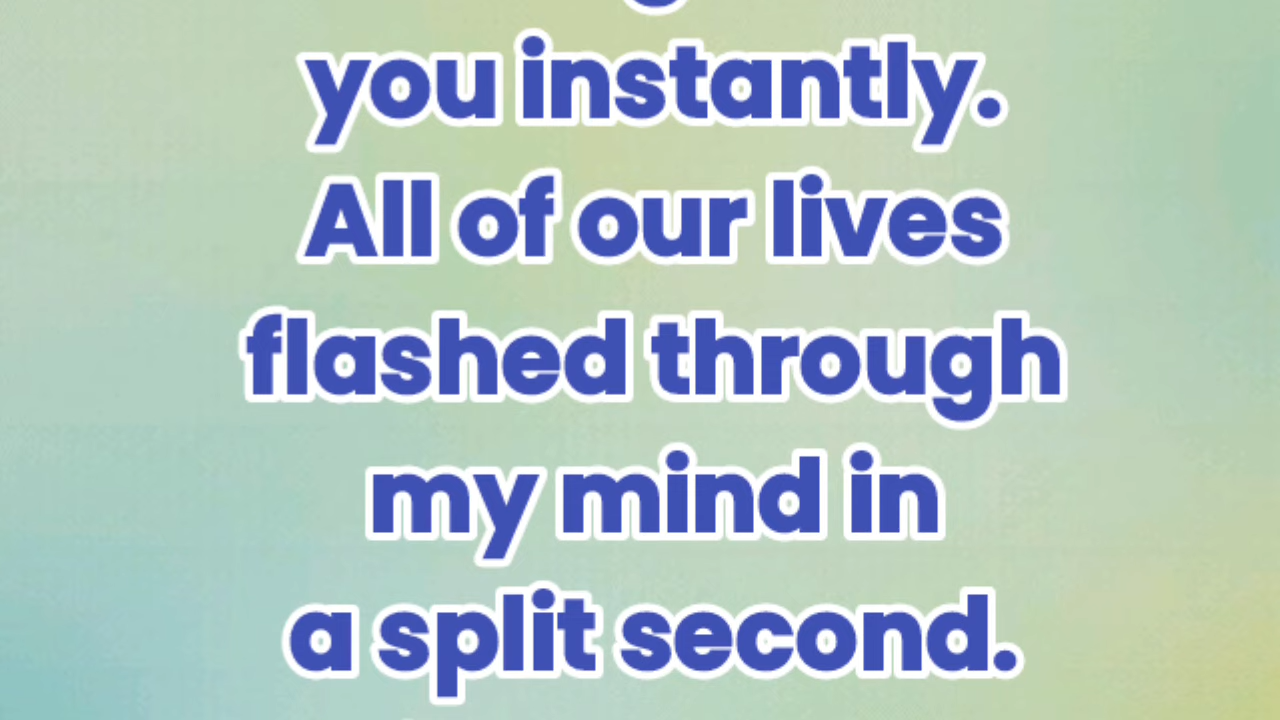 you instantly.
All of our lives
flashed through
my mind in
a split second.